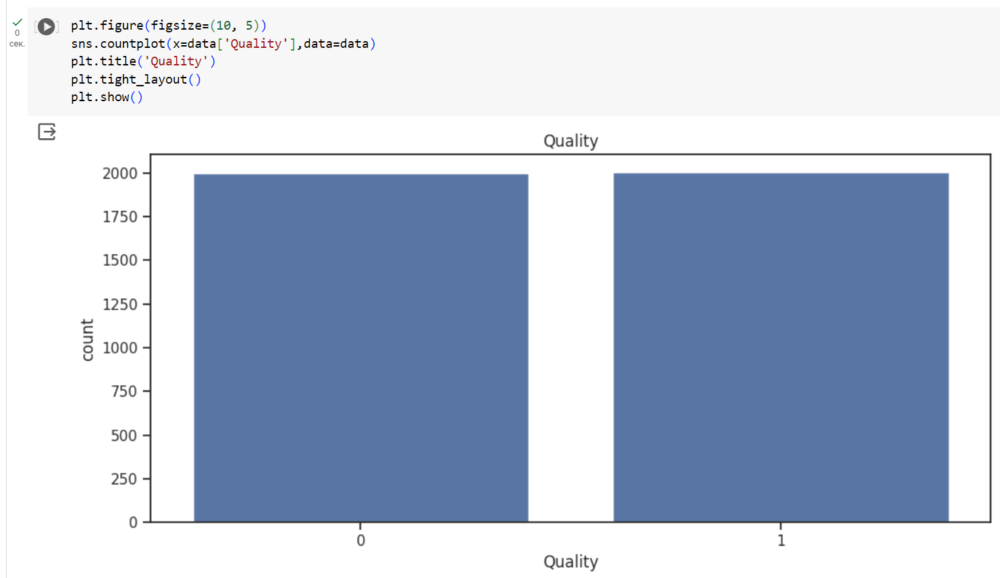 plt.figure(figsize=(10, 5))
0
сек.
sns.countplot(x=data['Quality'],data=data)
plt.title('Quality')
plt.tight_layout()
plt.show()
Quality
2000
1750
1500
1250
1000
750
500
250
0
count
0
1
Quality